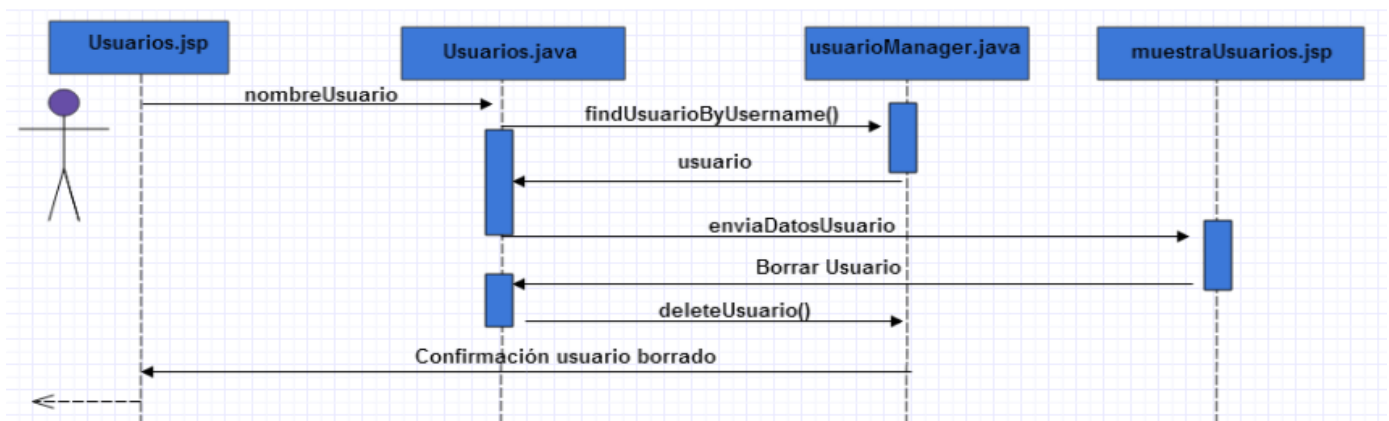 Usuarios.jsp
Usuarios.java
usuarioManager.java
muestraUsuarios.jsp
nombreUsuario
findUsuarioByUsername()
usuario
enviaDatosUsuario
Borrar Usuario
deleteUsuario()
Confirmación usuario borrado